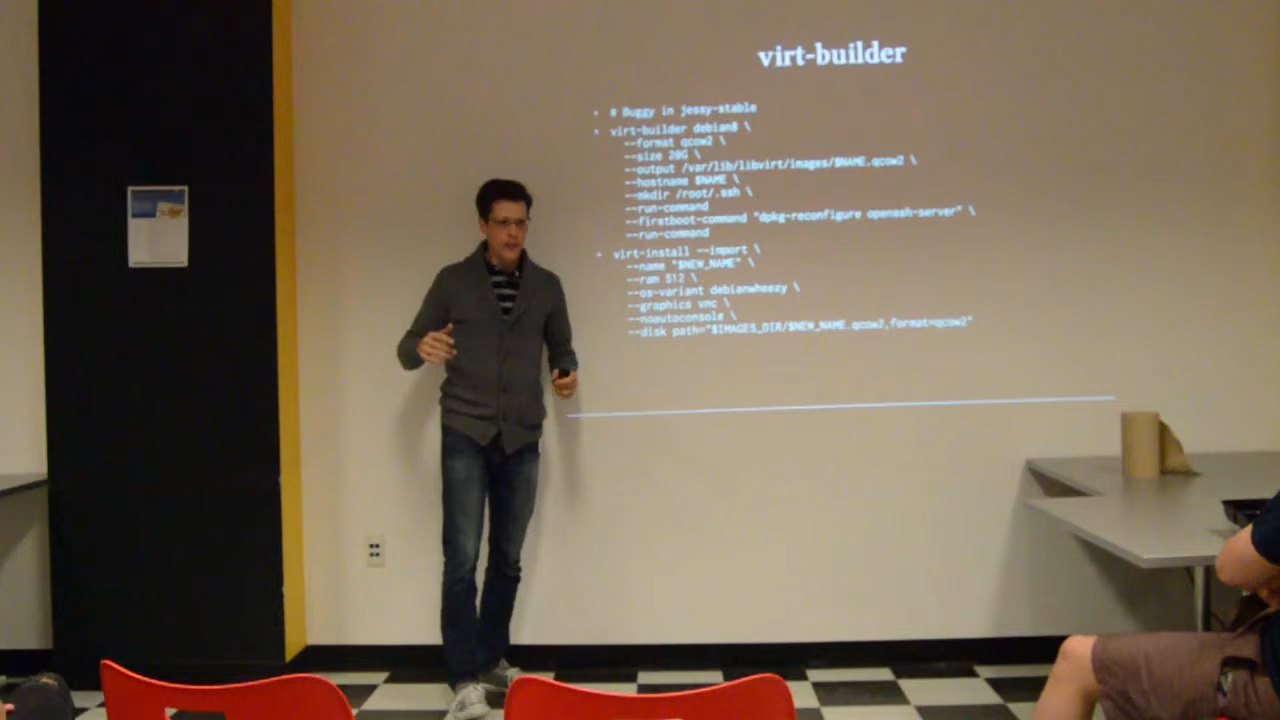 virt-builder
• # Buggy in jessy-stable
• virt-builder debian8 \
--format qcow2 \
--size 20G \
--output /var/lib/libvirt/images/$NAME.qcow2 \
--hostname $NAME \
--mkdir /root/.ssh \
--run-command
--firstboot-command "dpkg-reconfigure openssh-server" \
--run-command
• virt-install --import \
--name "$NEW_NAME" \
--ram 512 \
--os-variant debianwheezy \
--graphics vnc \
--noautoconsole \
--disk path="$IMAGES_DIR/$NEW_NAME.qcow2,format=qcow2"